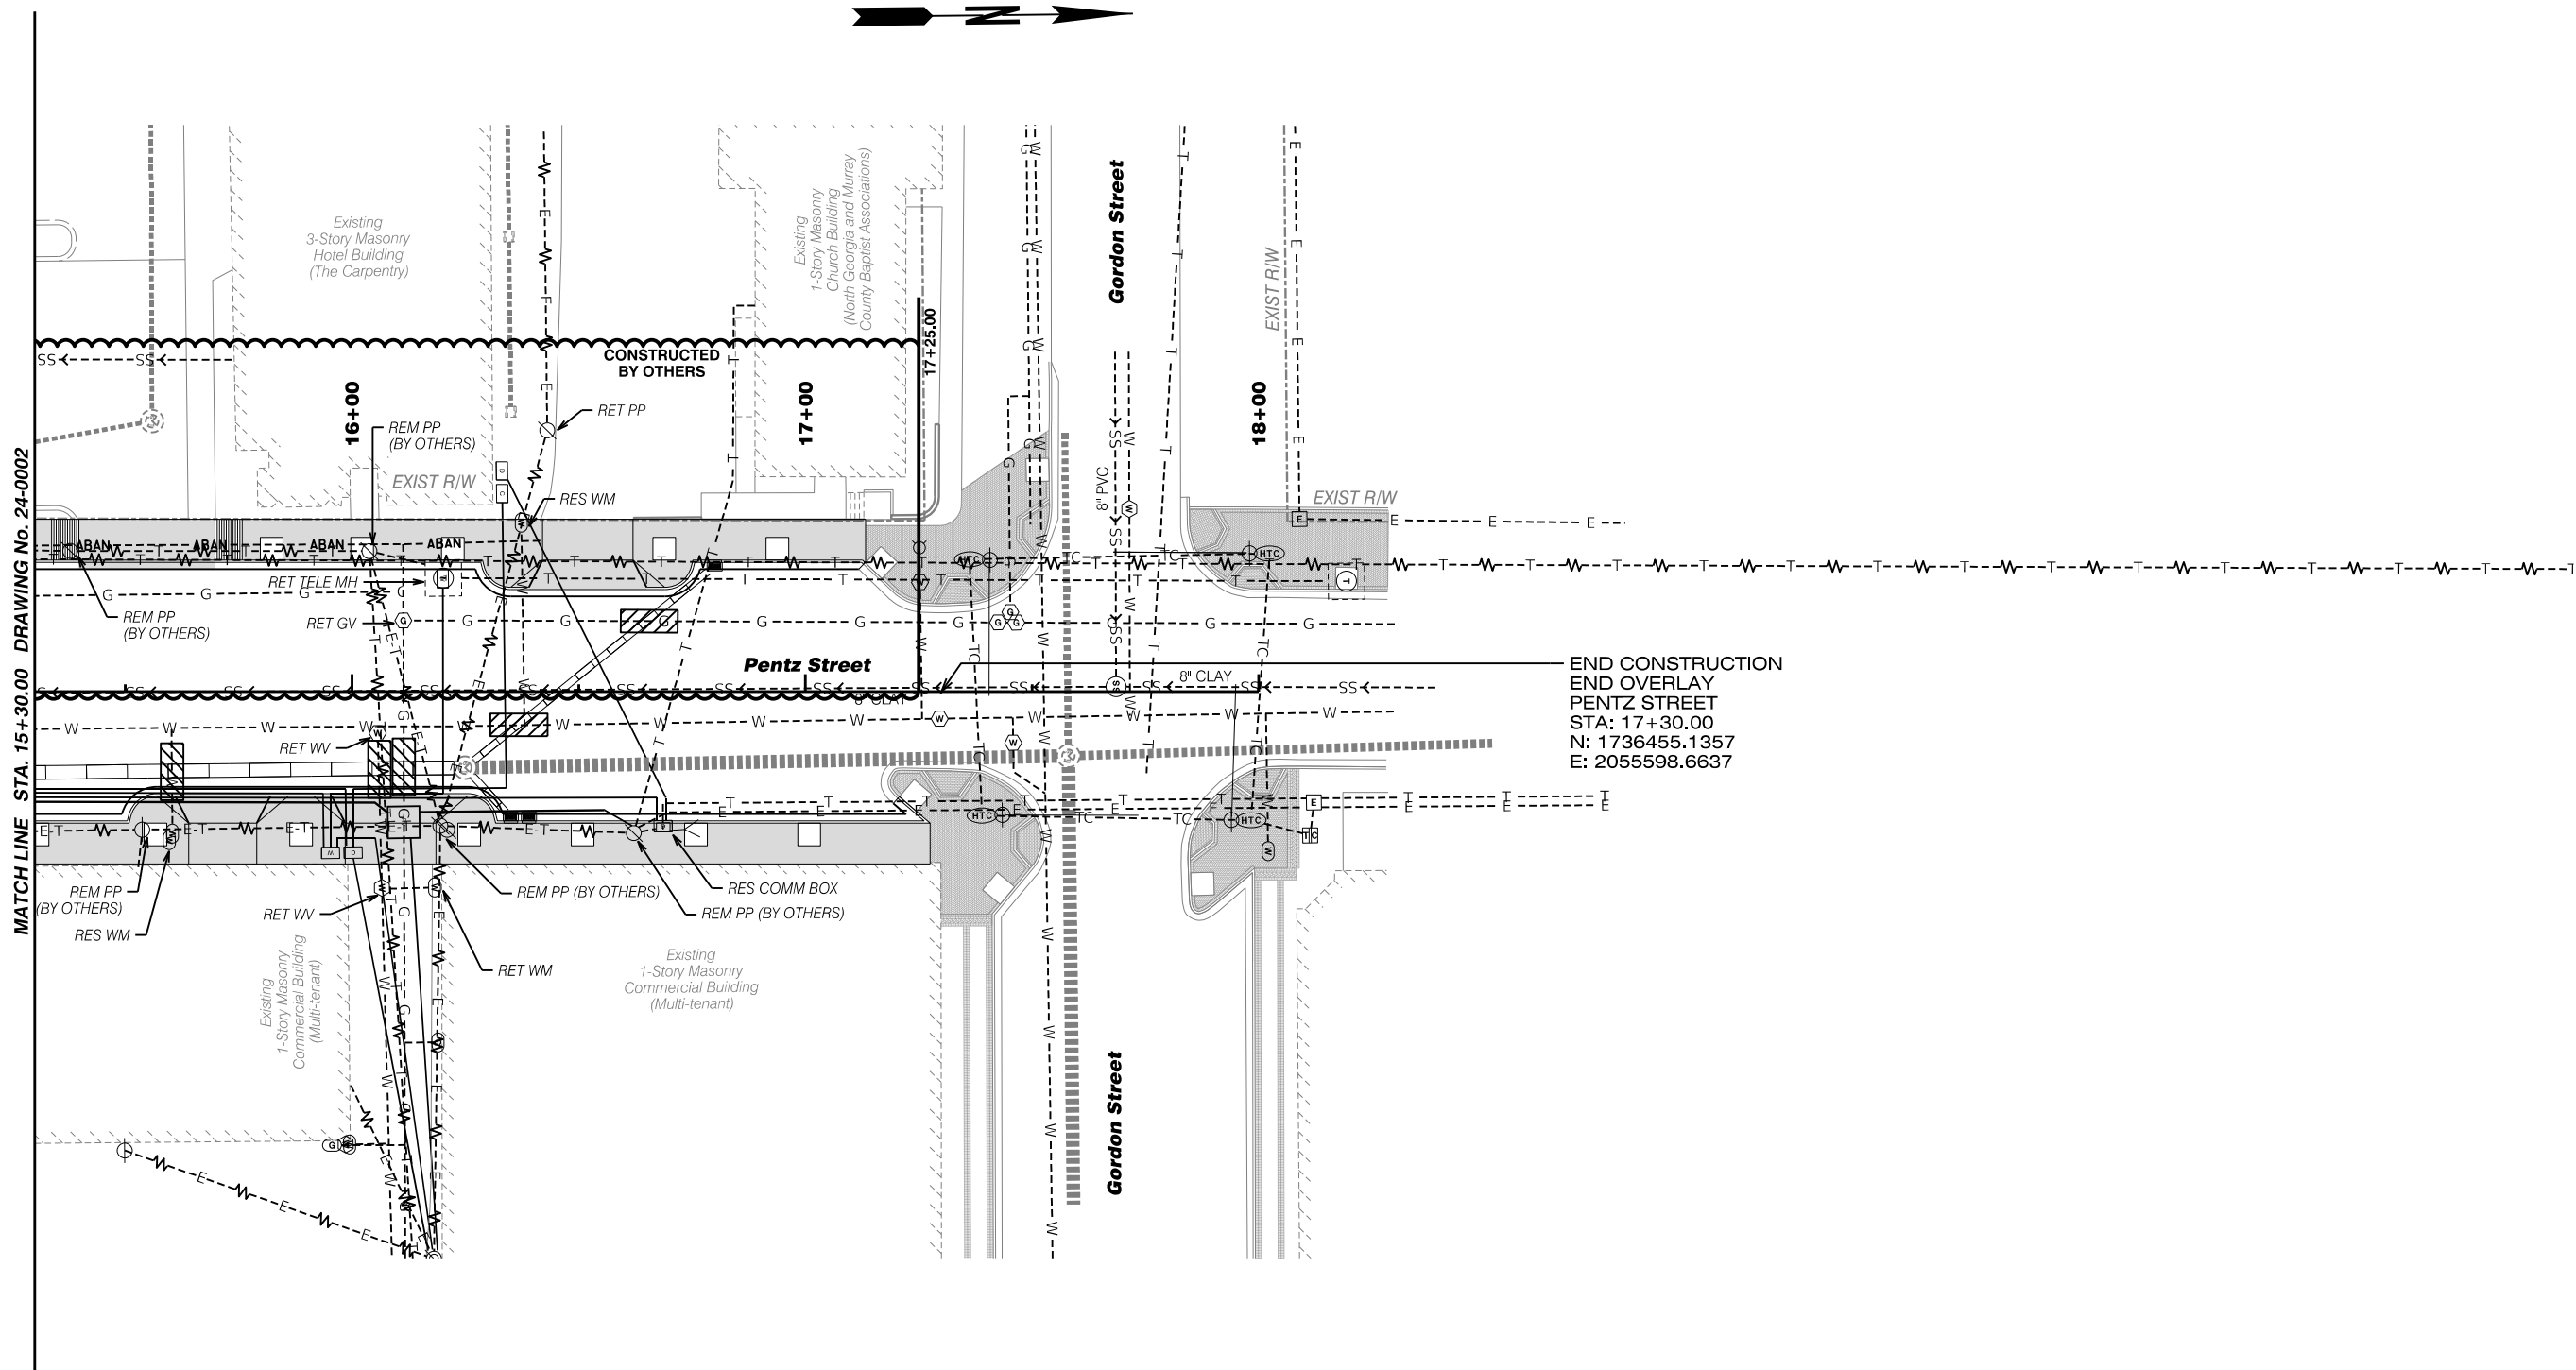 N
MATCH LINE STA. 15+30.00 DRAWING No. 24-0002
Existing
3-Story Masonry
Hotel Building
(The Carpentry)
Existing
1-Story Masonry
Church Building
(North Georgia and Murray
County Baptist Associations)
Gordon Street
EXIST R/W
CONSTRUCTED
BY OTHERS
17+25.00
16+00
17+00
18+00
REM PP
(BY OTHERS)
RET PP
EXIST R/W
RES WM
8" PVC
EXIST R/W
ABAN
ABAN
ABAN
ABAN
HTC
HTC
RET TELE MH
REM PP
(BY OTHERS)
RET GV
Pentz Street
8" CLAY
8" CLAY
END CONSTRUCTION
END OVERLAY
PENTZ STREET
STA: 17+30.00
N: 1736455.1357
E: 2055598.6637
RET WV
HTC
HTC
REM PP
(BY OTHERS)
RES WM
RET WV
REM PP (BY OTHERS)
RES COMM BOX
REM PP (BY OTHERS)
RET WM
Existing
1-Story Masonry
Commercial Building
(Multi-tenant)
Existing
1-Story Masonry
Commercial Building
(Multi-tenant)
Gordon Street